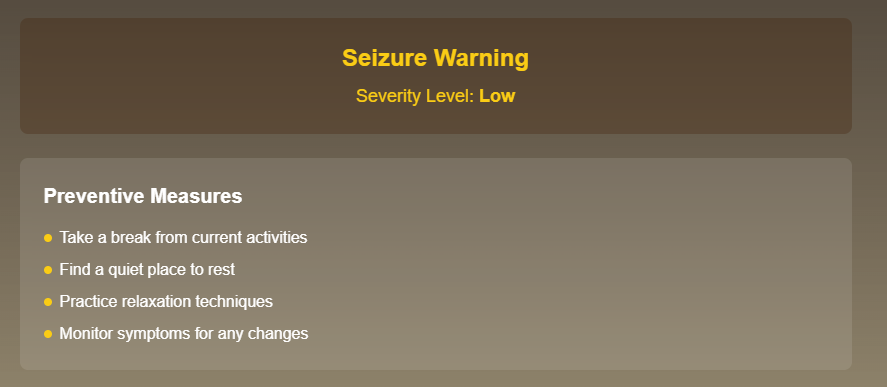 Seizure Warning
Severity Level: Low
Preventive Measures
Take a break from current activities
Find a quiet place to rest
Practice relaxation techniques
Monitor symptoms for any changes